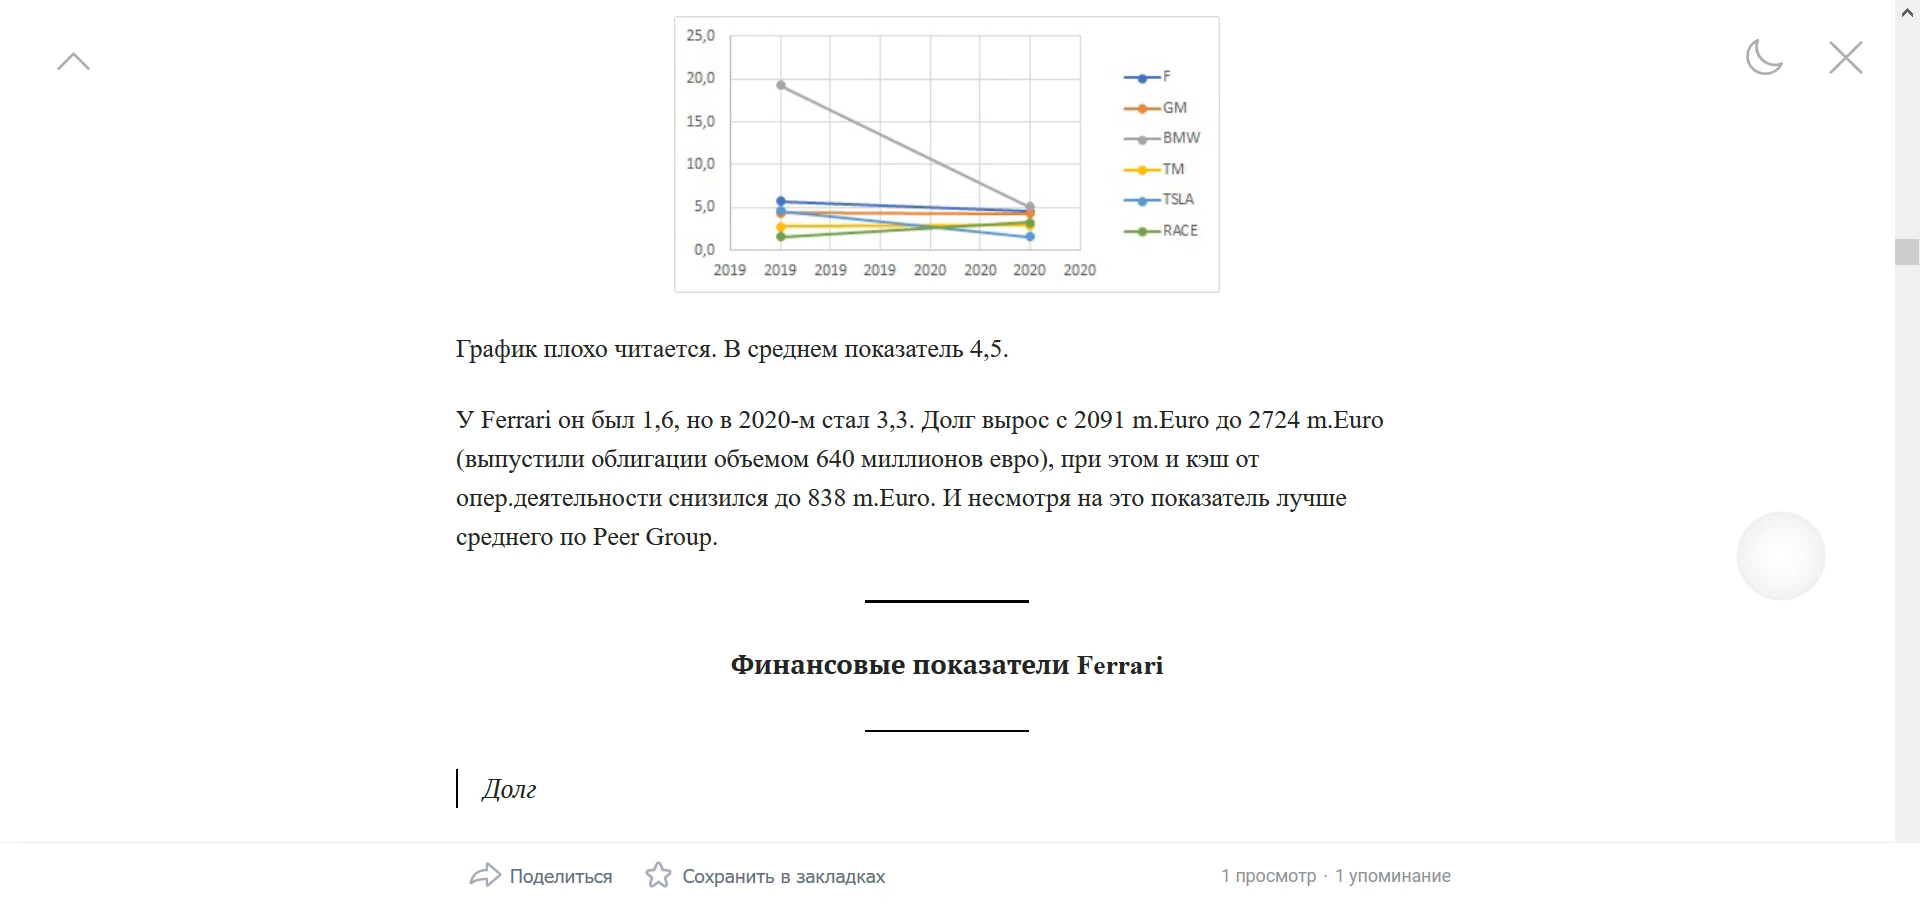 25,0
20,0
15,0
10,0
5,0
0,0
2019 2019 2019 2019 2020 2020 2020 2020
F
GM
BMW
TM
TSLA
RACE
График плохо читается. В среднем показатель 4,5.
У Ferrari он был 1,6, но в 2020-м стал 3,3. Долг вырос с 2091 m.Euro до 2724 m.Euro
(выпустили облигации объемом 640 миллионов евро), при этом и кэш от
опер.деятельности снизился до 838 m.Euro. И несмотря на это показатель лучше
среднего по Peer Group.
Финансовые показатели Ferrari
Долг
Поделиться Сохранить в закладках 1 просмотр · 1 упоминание